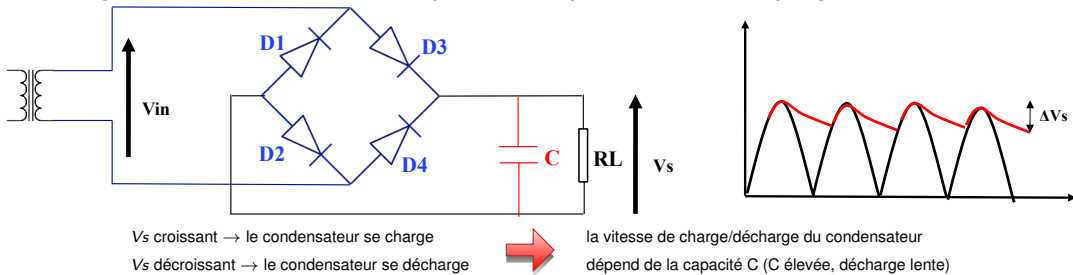 D1
D3
Vin
D2
D4
C
RL
Vs
ΔVs
Vs croissant → le condensateur se charge
Vs décroissant → le condensateur se décharge
la vitesse de charge/décharge du condensateur
dépend de la capacité C (C élevée, décharge lente)